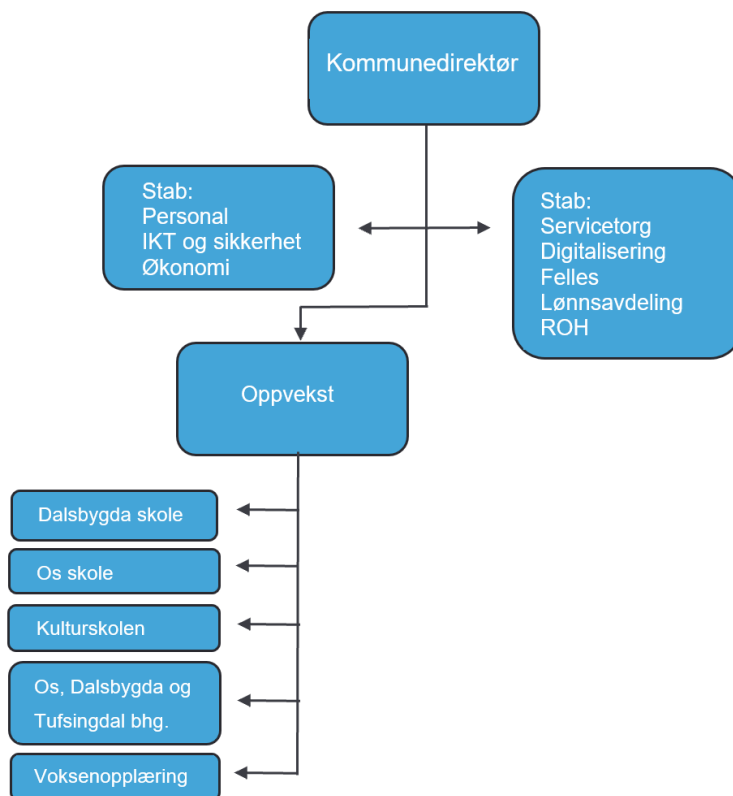 Kommunedirektør
Stab:
Personal
IKT og sikkerhet
Økonomi
Stab:
Servicetorg
Digitalisering
Felles
Lønnsavdeling
ROH
Oppvekst
Dalsbygda skole
Os skole
Kulturskolen
Os, Dalsbygda og
Tufsingdal bhg.
Voksenopplæring